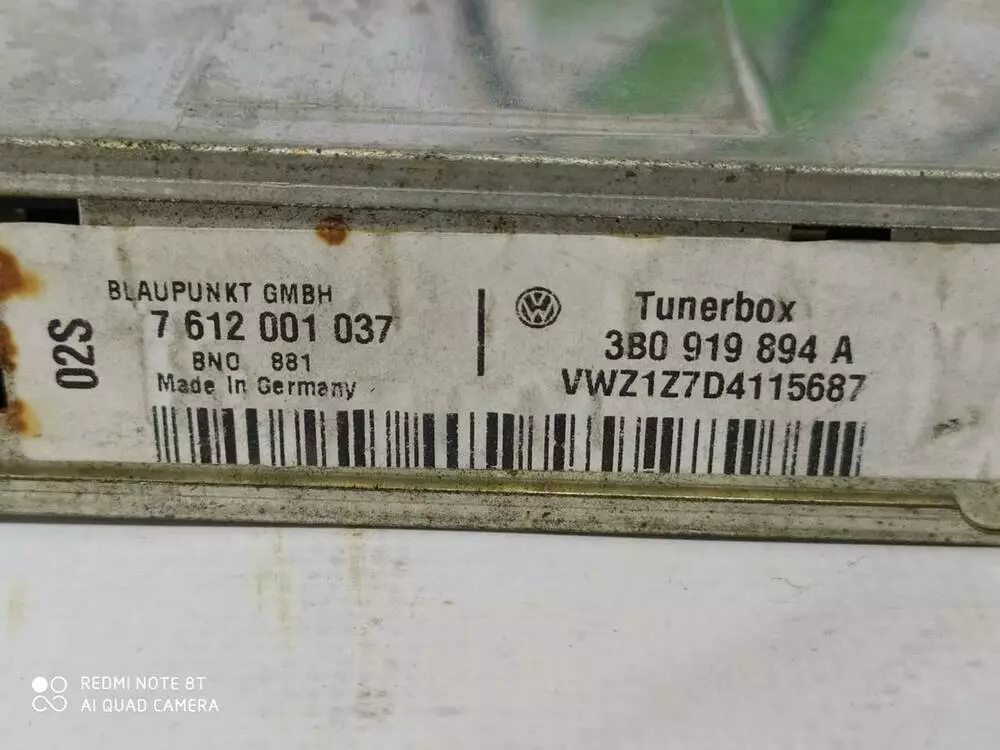 02S
BLAUPUNKT GMBH
7 612 001 037
BNO 881
Made In Germany
Tunerbox
3B0 919 894 A
VWZ1Z7D4115687
REDMI NOTE 8T
AI QUAD CAMERA